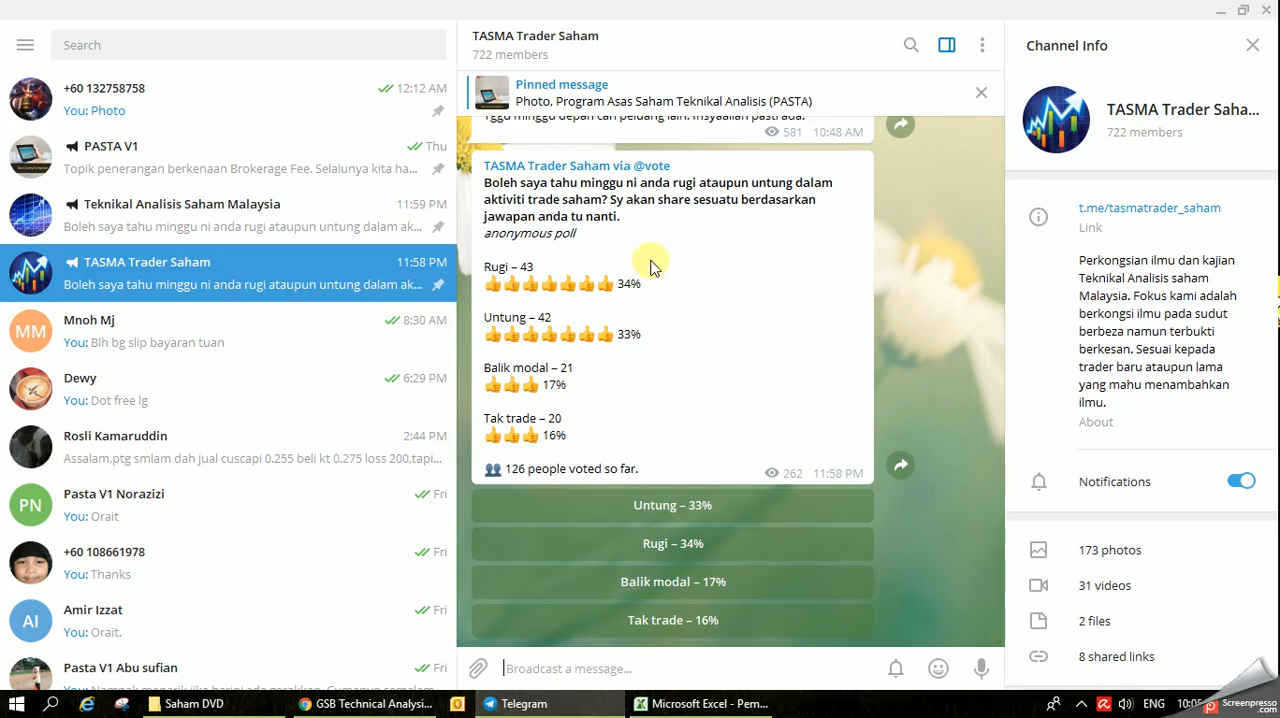 Search
+60 132758758
12:12 AM
You: Photo
PASTA V1
Thu
Topik penerangan berkenaan Brokerage Fee. Selalunya kita ha...
Teknikal Analisis Saham Malaysia
11:59 PM
Boleh saya tahu minggu ni anda rugi ataupun untung dalam ak...
TASMA Trader Saham
11:58 PM
Boleh saya tahu minggu ni anda rugi ataupun untung dalam ak...
MM
Mnoh Mj
8:30 AM
You: Blh bg slip bayaran tuan
Dewy
6:29 PM
You: Dot free lg
Rosli Kamaruddin
2:44 PM
Assalam,ptg smlam dah jual cuscapi 0.255 beli kt 0.275 loss 200,tapi...
PN
Pasta V1 Norazizi
Fri
You: Orait
+60 108661978
Fri
You: Thanks
AI
Amir Izzat
Fri
You: Orait.
Pasta V1 Abu sufian
Fri
TASMA Trader Saham
722 members
Pinned message
Photo, Program Asas Saham Teknikal Analisis (PASTA)
581 10:48 AM
TASMA Trader Saham via @vote
Boleh saya tahu minggu ni anda rugi ataupun untung dalam
aktiviti trade saham? Sy akan share sesuatu berdasarkan
jawapan anda tu nanti.
anonymous poll
Rugi – 43
👍👍👍👍👍👍👍 34%
Untung – 42
👍👍👍👍👍👍👍 33%
Balik modal – 21
👍👍👍 17%
Tak trade – 20
👍👍👍 16%
👥 126 people voted so far.
262 11:58 PM
Untung – 33%
Rugi – 34%
Balik modal – 17%
Tak trade – 16%
Broadcast a message...
Channel Info
TASMA Trader Saha...
722 members
t.me/tasmatrader_saham
Link
Perkongsian ilmu dan kajian
Teknikal Analisis saham
Malaysia. Fokus kami adalah
berkongsi ilmu pada sudut
berbeza namun terbukti
berkesan. Sesuai kepada
trader baru ataupun lama
yang mahu menambahkan
ilmu.
About
Notifications
173 photos
31 videos
2 files
8 shared links
Saham DVD
GSB Technical Analysi...
Telegram
Microsoft Excel - Pem...
ENG
Screenpresso
.com